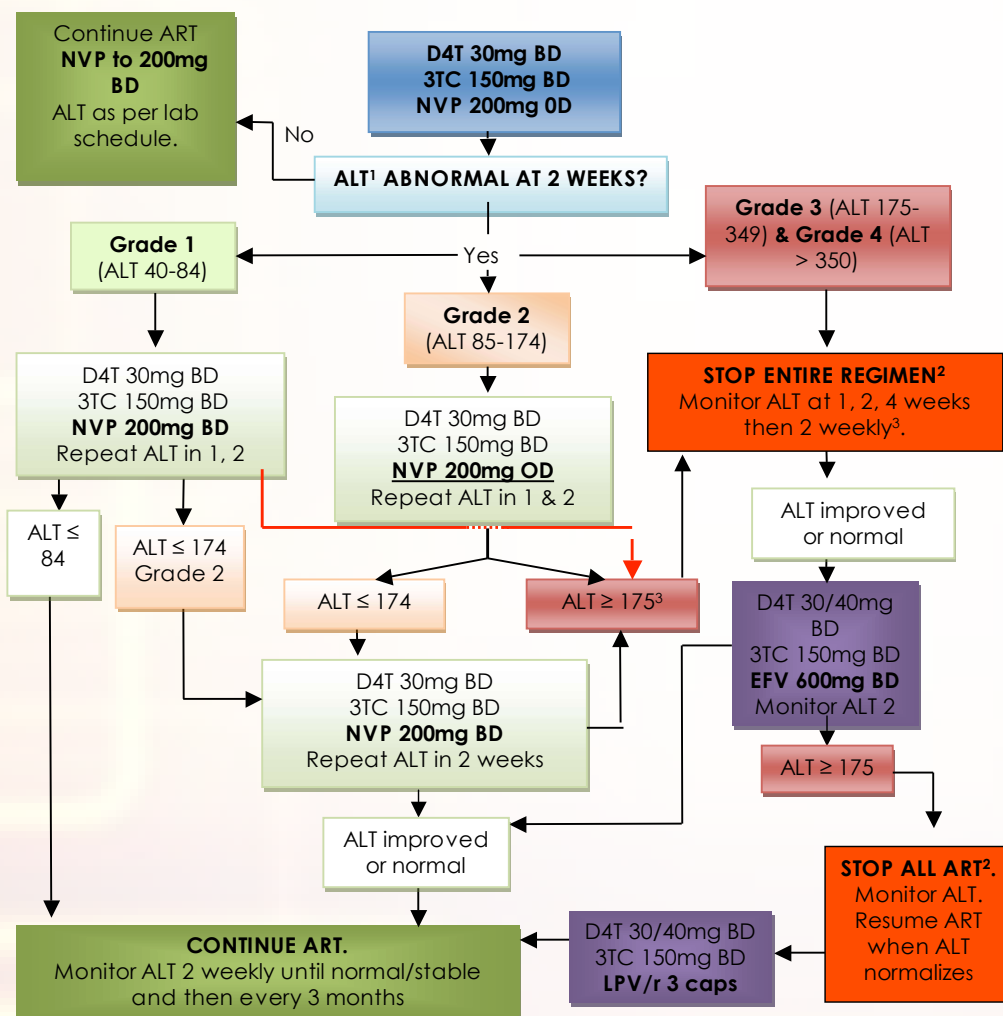 Continue ART
NVP to 200mg
BD
ALT as per lab
schedule.
D4T 30mg BD
3TC 150mg BD
NVP 200mg 0D
No
ALT¹ ABNORMAL AT 2 WEEKS?
Grade 1
(ALT 40-84)
Yes
Grade 3 (ALT 175-
349) & Grade 4 (ALT
> 350)
Grade 2
(ALT 85-174)
D4T 30mg BD
3TC 150mg BD
NVP 200mg BD
Repeat ALT in 1, 2
D4T 30mg BD
3TC 150mg BD
NVP 200mg OD
Repeat ALT in 1 & 2
STOP ENTIRE REGIMEN²
Monitor ALT at 1, 2, 4 weeks
then 2 weekly³.
ALT ≤
84
ALT ≤ 174
Grade 2
ALT ≤ 174
ALT ≥ 175³
ALT improved
or normal
D4T 30mg BD
3TC 150mg BD
NVP 200mg BD
Repeat ALT in 2 weeks
D4T 30/40mg
BD
3TC 150mg BD
EFV 600mg BD
Monitor ALT 2
ALT ≥ 175
ALT improved
or normal
STOP ALL ART².
Monitor ALT.
Resume ART
when ALT
normalizes
D4T 30/40mg BD
3TC 150mg BD
LPV/r 3 caps
CONTINUE ART.
Monitor ALT 2 weekly until normal/stable
and then every 3 months